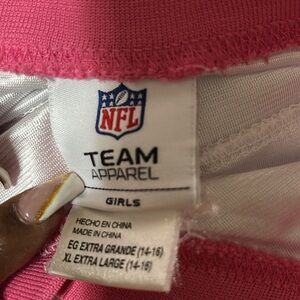 NFL
TEAM
APPAREL
GIRLS
HECHO EN CHINA
MADE IN CHINA
EG EXTRA GRANDE (14-16)
XL EXTRA LARGE (14-16)